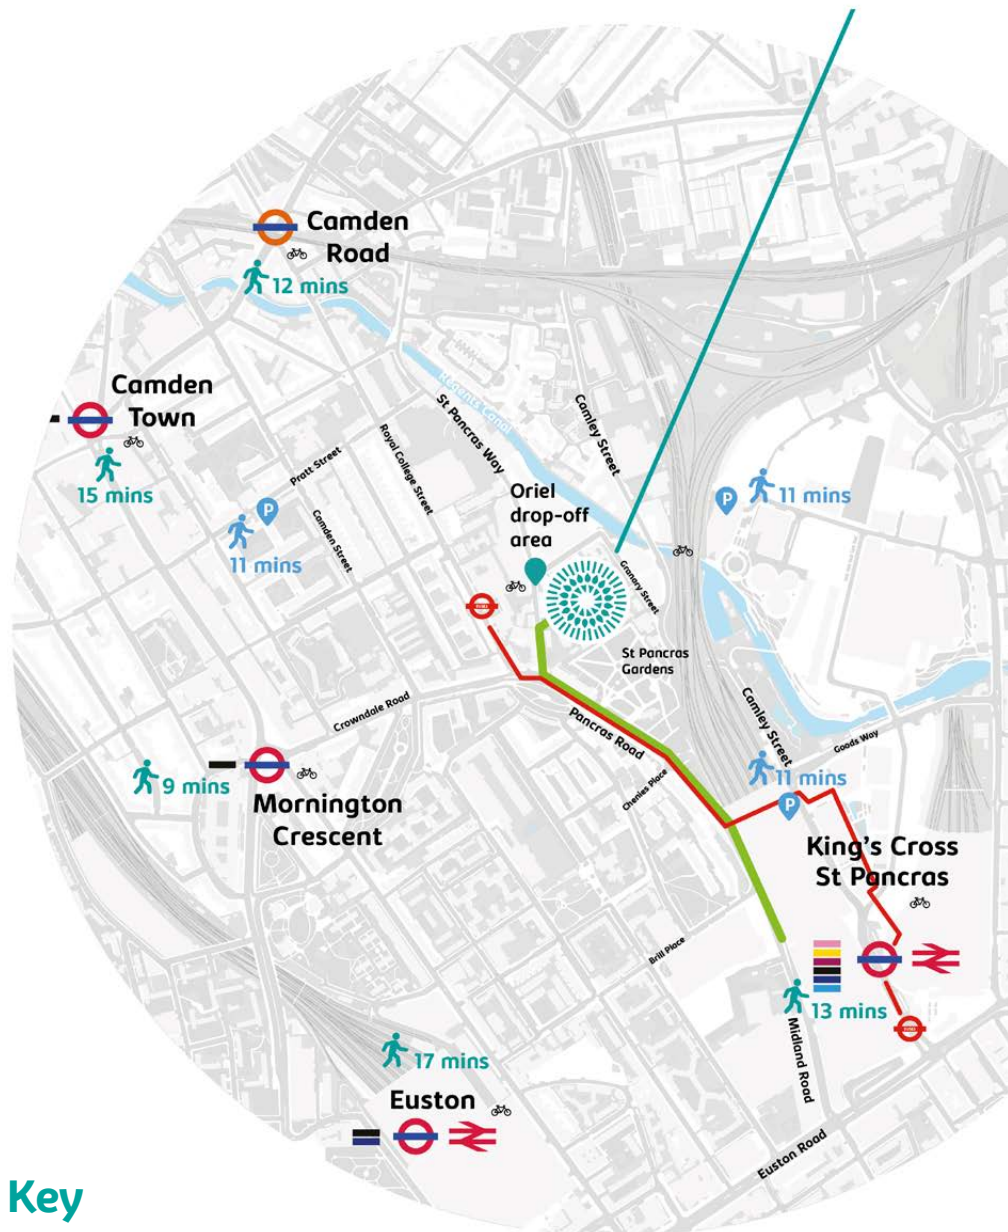 Camden
Road
12 mins
Camden
Town
15 mins
Regents Canal
St Pancras Way
Camley Street
Royal College Street
Pratt Street
Camden Street
P
11 mins
P
11 mins
Oriel
drop-off
area
Granary Street
St Pancras
Gardens
Crowndale Road
Pancras Road
Camley Street
Goods Way
Chenies Place
9 mins
Mornington
Crescent
11 mins
P
King's Cross
St Pancras
Brill Place
13 mins
Midland Road
17 mins
Euston
Euston Road
Key